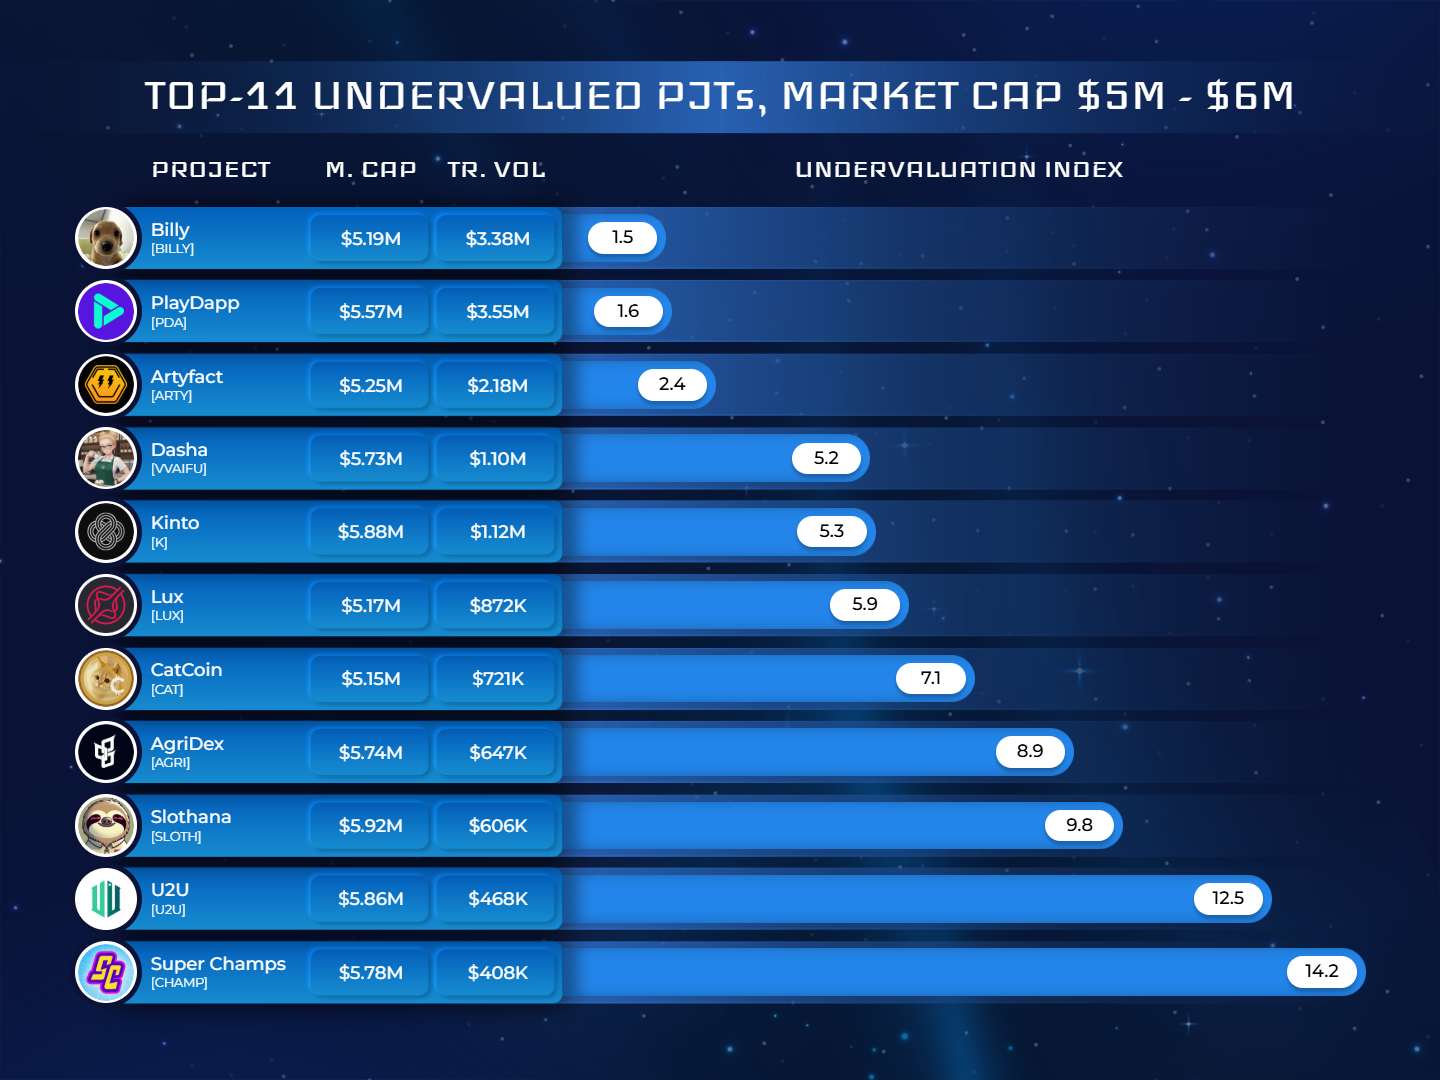 TOP-11 UNDERVALUED PJTs, MARKET CAP $5M - $6M
PROJECT M. CAP TR. VOL UNDERVALUATION INDEX
Billy
[BILLY]
$5.19M $3.38M 1.5
PlayDapp
[PDA]
$5.57M $3.55M 1.6
Artyfact
[ARTY]
$5.25M $2.18M 2.4
Dasha
[VVAIFU]
$5.73M $1.10M 5.2
Kinto
[K]
$5.88M $1.12M 5.3
Lux
[LUX]
$5.17M $872K 5.9
CatCoin
[CAT]
$5.15M $721K 7.1
AgriDex
[AGRI]
$5.74M $647K 8.9
Slothana
[SLOTH]
$5.92M $606K 9.8
U2U
[U2U]
$5.86M $468K 12.5
Super Champs
[CHAMP]
$5.78M $408K 14.2
SC